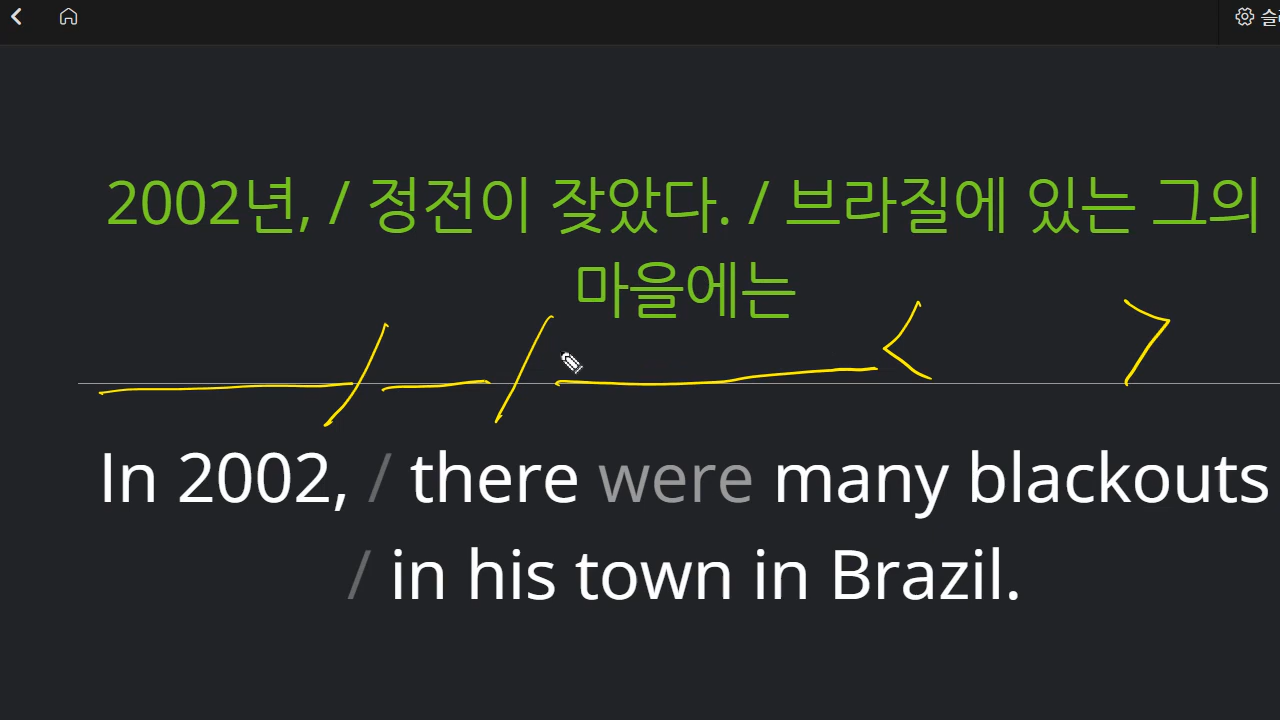 2002년, / 정전이 잦았다. / 브라질에 있는 그의
마을에는
In 2002, / there were many blackouts
/ in his town in Brazil.